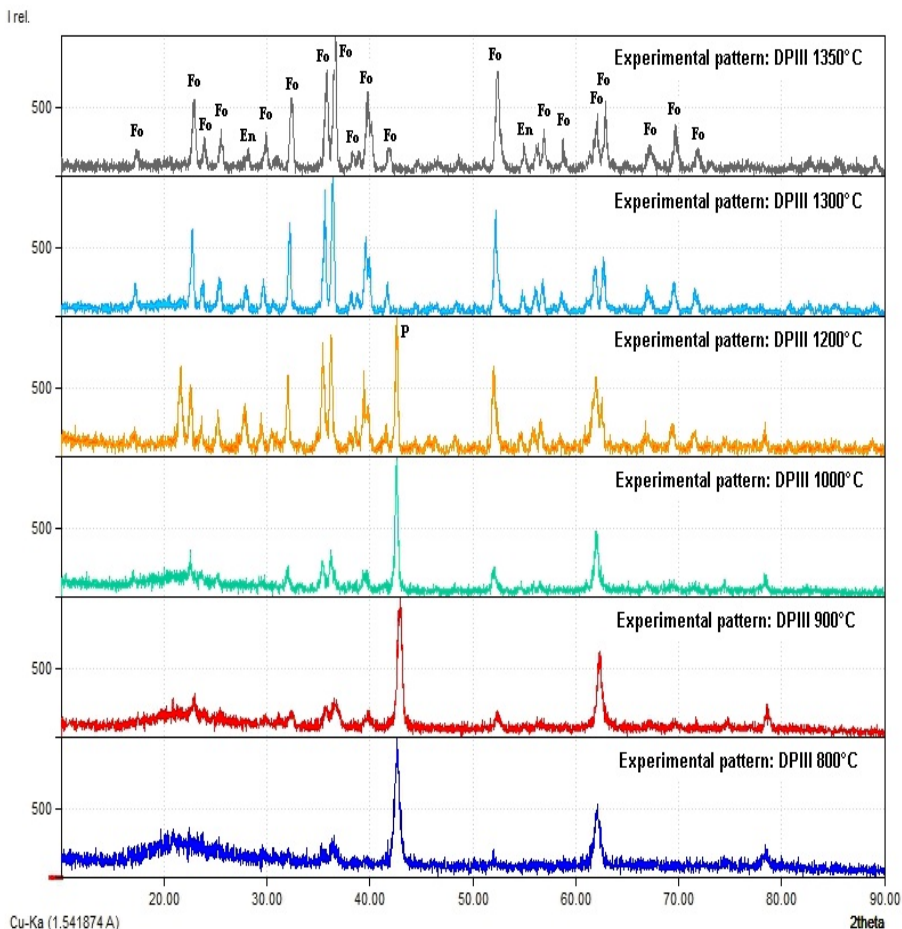 I rel.
Experimental pattern: DPIII 1350°C
Fo Fo Fo Fo En Fo Fo Fo Fo Fo Fo Fo Fo En Fo Fo Fo Fo Fo Fo Fo
500
Experimental pattern: DPIII 1300°C
500
Experimental pattern: DPIII 1200°C
P
500
Experimental pattern: DPIII 1000°C
500
Experimental pattern: DPIII 900°C
500
Experimental pattern: DPIII 800°C
500
20.00 30.00 40.00 50.00 60.00 70.00 80.00 90.00
Cu-Ka (1.541874 A) 2theta